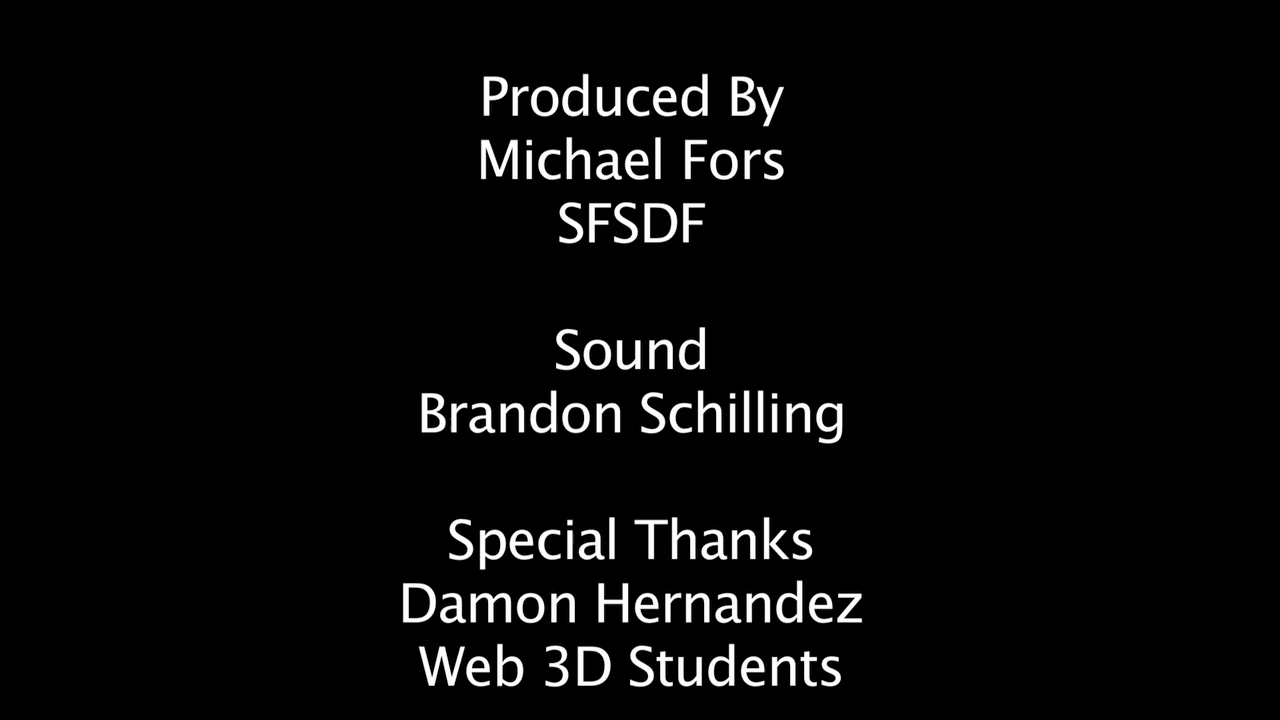 Produced By
Michael Fors
SFSDF
Sound
Brandon Schilling
Special Thanks
Damon Hernandez
Web 3D Students